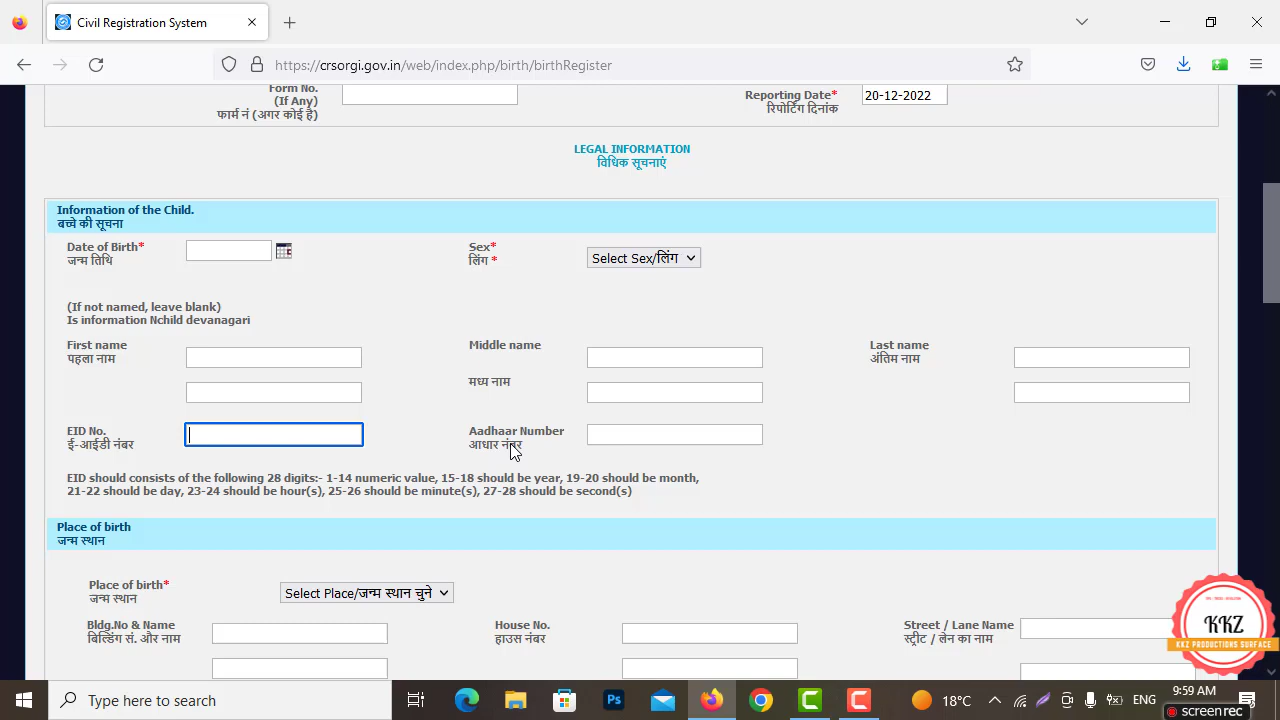 Civil Registration System
https://crsorgi.gov.in/web/index.php/birth/birthRegister
Form No.
(If Any)
फार्म नं (अगर कोई है)
Reporting Date*
रिपोर्टिंग दिनांक
20-12-2022
LEGAL INFORMATION
विधिक सूचनाएं
Information of the Child.
बच्चे की सूचना
Date of Birth*
जन्म तिथि
Sex*
लिंग *
Select Sex/लिंग
(If not named, leave blank)
Is information Nchild devanagari
First name
पहला नाम
Middle name
मध्य नाम
Last name
अंतिम नाम
EID No.
ई-आईडी नंबर
Aadhaar Number
आधार नंबर
EID should consists of the following 28 digits:- 1-14 numeric value, 15-18 should be year, 19-20 should be month,
21-22 should be day, 23-24 should be hour(s), 25-26 should be minute(s), 27-28 should be second(s)
Place of birth
जन्म स्थान
Place of birth*
जन्म स्थान
Select Place/जन्म स्थान चुने
Bldg.No & Name
बिल्डिंग सं. और नाम
House No.
हाउस नंबर
Street / Lane Name
स्ट्रीट / लेन का नाम
KKZ
KKZ PRODUCTIONS SURFACE
Type here to search
Ps
18°C
ENG
9:59 AM
screen rec